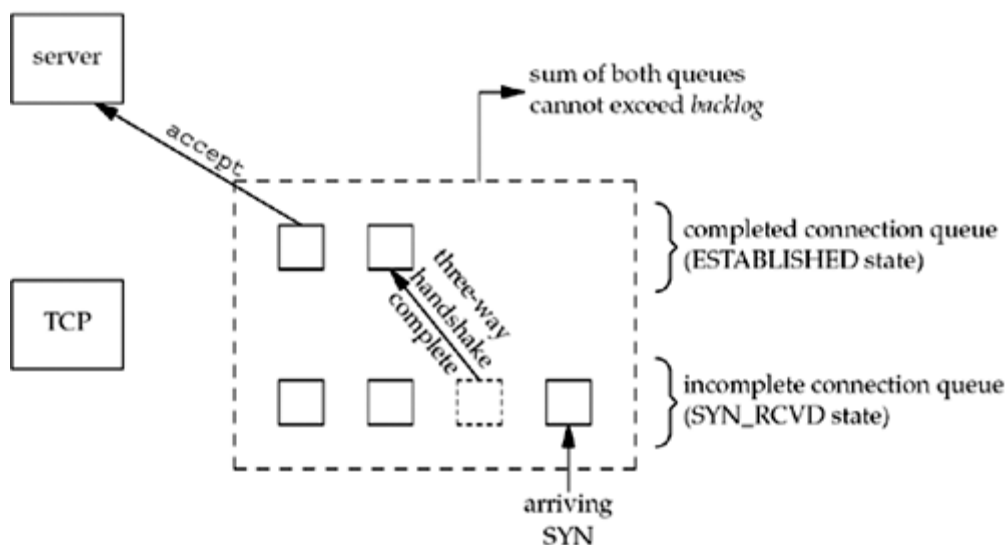 server
sum of both queues
cannot exceed backlog
accept
completed connection queue
(ESTABLISHED state)
three-way
handshake
complete
TCP
incomplete connection queue
(SYN_RCVD state)
arriving
SYN